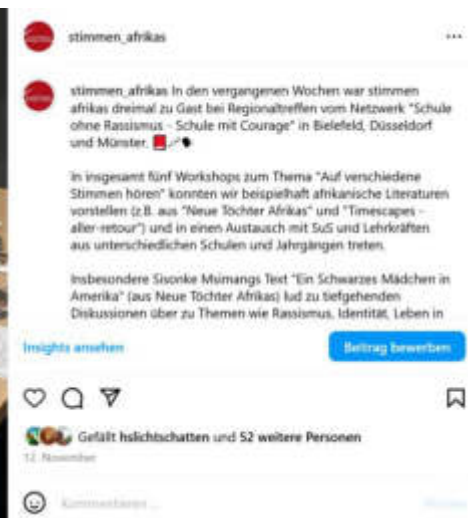 stimmen_afrikas
stimmen_afrikas In den vergangenen Wochen war stimmen
afrikas dreimal zu Gast bei Regionaltreffen vom Netzwerk "Schule
ohne Rassismus - Schule mit Courage" in Bielefeld, Düsseldorf
und Münster.
In insgesamt fünf Workshops zum Thema "Auf verschiedene
Stimmen hören" konnten wir beispielhaft afrikanische Literaturen
vorstellen (z.B. aus "Neue Töchter Afrikas" und "Timescapes -
aller-retour") und in einen Austausch mit SuS und Lehrkräften
aus unterschiedlichen Schulen und Jahrgängen treten.
Insbesondere Sisonke Msimangs Text "Ein Schwarzes Mädchen in
Amerika" (aus Neue Töchter Afrikas) lud zu tiefgehenden
Diskussionen über zu Themen wie Rassismus, Identität, Leben in
Insights ansehen
Beitrag bewerben
Gefällt hslichtschatten und 52 weitere Personen
12. November
Kommentieren ...